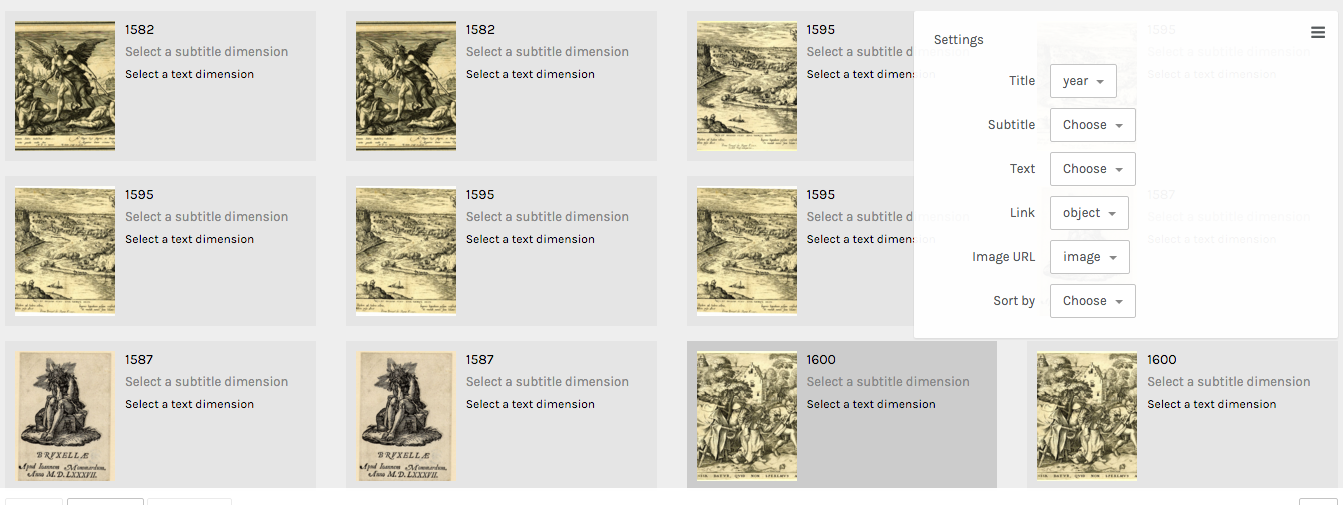 1582
Select a subtitle dimension
Select a text dimension
1582
Select a subtitle dimension
Select a text dimension
1595
Select a subtitle dimension
Select a text dimension
1595
Select a subtitle dimension
Select a text dimension
Settings
Title year
Subtitle Choose
Text Choose
Link object
Image URL image
Sort by Choose
1595
Select a subtitle dimension
Select a text dimension
1595
Select a subtitle dimension
Select a text dimension
1595
Select a subtitle dimension
Select a text dimension
1587
Select a subtitle dimension
Select a text dimension
1587
Select a subtitle dimension
Select a text dimension
BRVXELLÆ
Apud Ioannem Mommardum,
Anno M.D.LXXXVII.
1587
Select a subtitle dimension
Select a text dimension
BRVXELLÆ
Apud Ioannem Mommardum,
Anno M.D.LXXXVII.
1600
Select a subtitle dimension
Select a text dimension
1600
Select a subtitle dimension
Select a text dimension